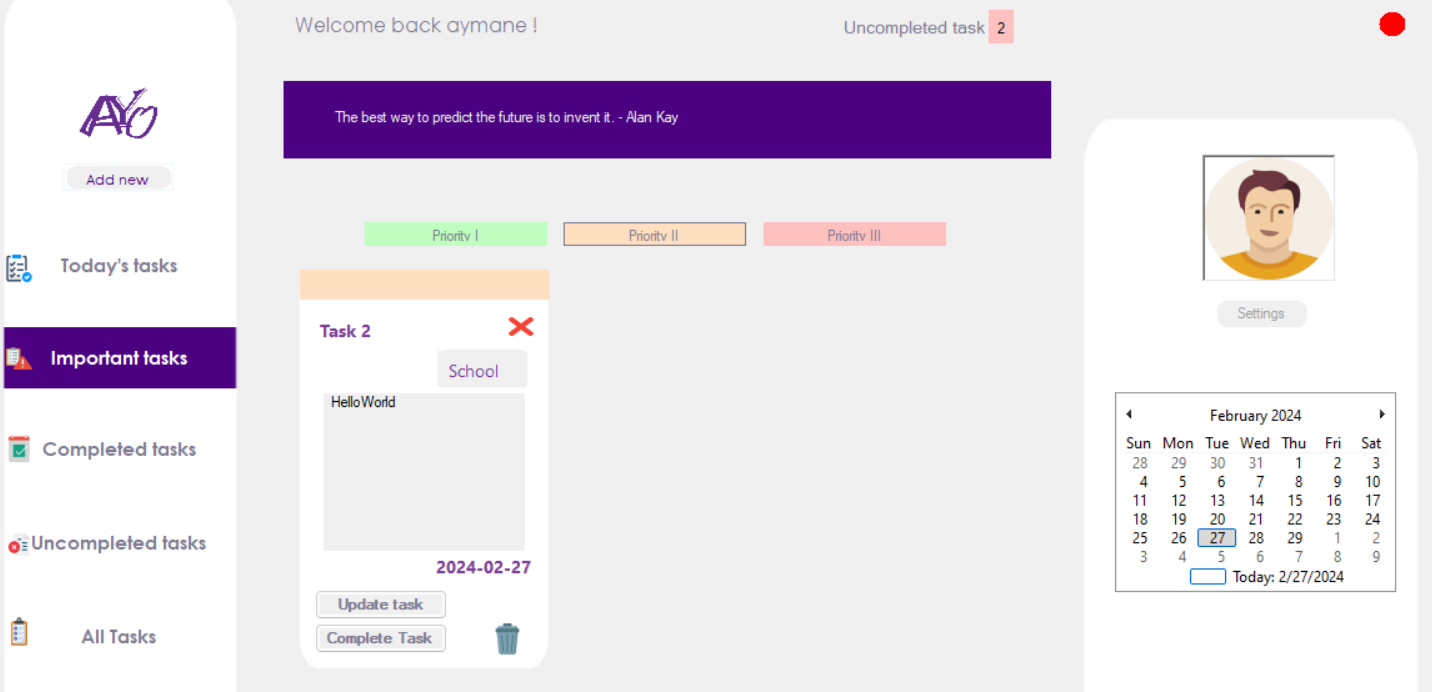 Welcome back aymane !
Uncompleted task 2
AYO
Add new
The best way to predict the future is to invent it. - Alan Kay
Today's tasks
Important tasks
Completed tasks
Uncompleted tasks
All Tasks
Priority I
Priority II
Priority III
Task 2
School
HelloWorld
2024-02-27
Update task
Complete Task
Settings
February 2024
Sun Mon Tue Wed Thu Fri Sat
28 29 30 31 1 2 3
4 5 6 7 8 9 10
11 12 13 14 15 16 17
18 19 20 21 22 23 24
25 26 27 28 29 1 2
3 4 5 6 7 8 9
Today: 2/27/2024